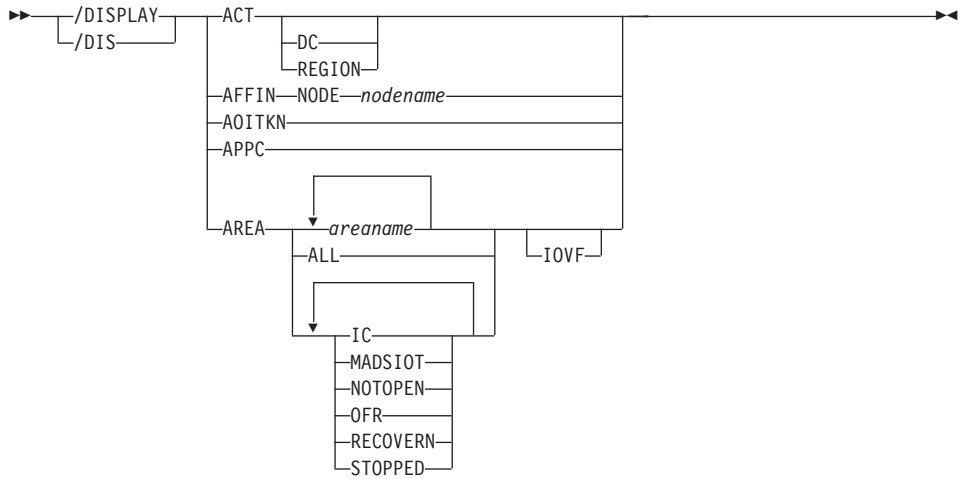 /DISPLAY ACT
/DIS DC
REGION
AFFIN NODE nodename
AOITKN
APPC
AREA areaname
ALL IOVF
IC
MADSIOT
NOTOPEN
OFR
RECOVERN
STOPPED